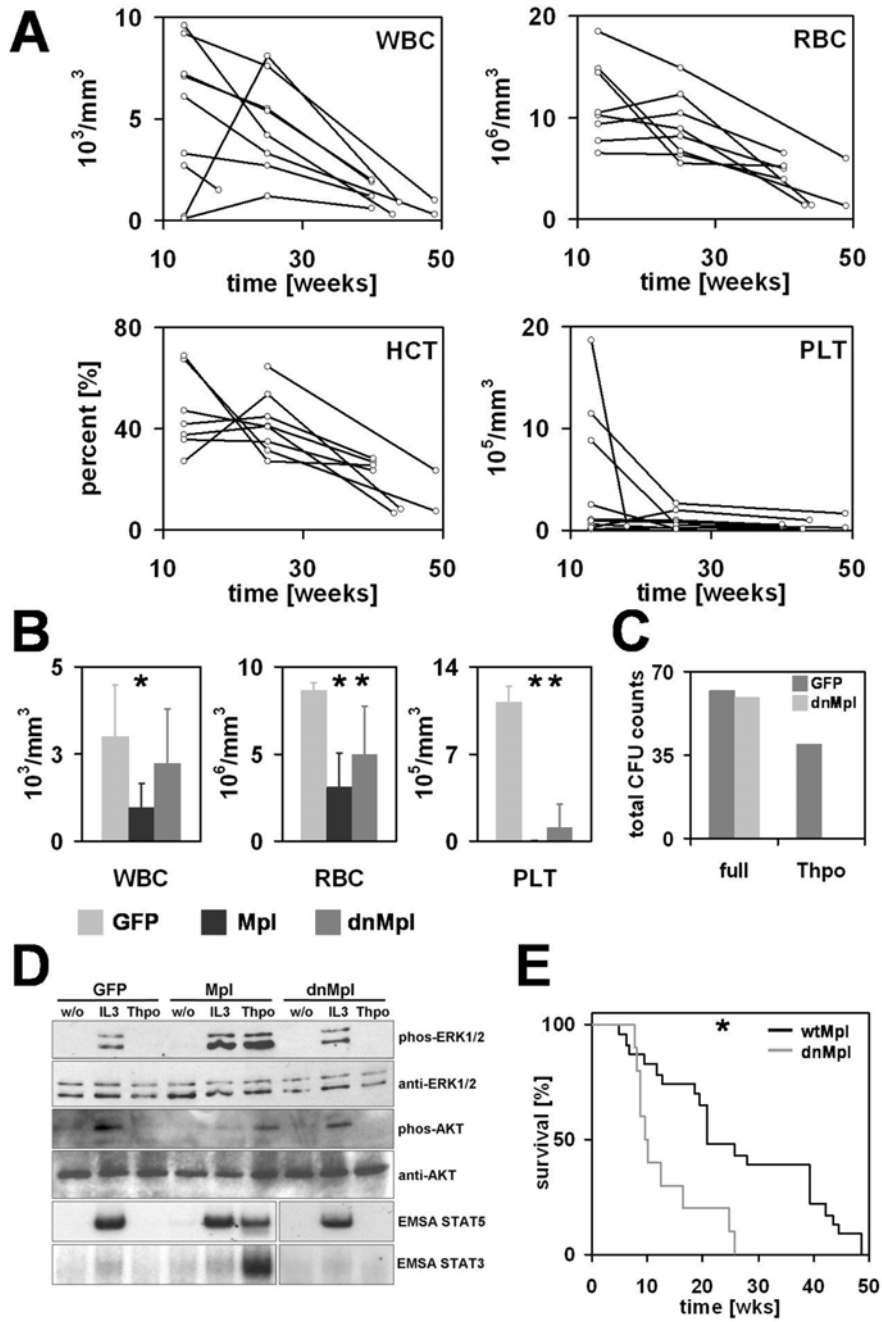 A
WBC
10³/mm³
10
5
0
10 30 50
time [weeks]
RBC
10⁶/mm³
20
10
0
10 30 50
time [weeks]
HCT
percent [%]
80
40
0
10 30 50
time [weeks]
PLT
10⁵/mm³
20
10
0
10 30 50
time [weeks]
B
10³/mm³
5
3
0
*
WBC
10⁶/mm³
10
5
0
* *
RBC
10⁵/mm³
14
7
0
* *
PLT
GFP Mpl dnMpl
C
total CFU counts
70
35
0
GFP
dnMpl
full Thpo
D
GFP Mpl dnMpl
w/o IL3 Thpo w/o IL3 Thpo w/o IL3 Thpo
phos-ERK1/2
anti-ERK1/2
phos-AKT
anti-AKT
EMSA STAT5
EMSA STAT3
E
survival [%]
100
50
0
*
wtMpl
dnMpl
0 10 20 30 40 50
time [wks]